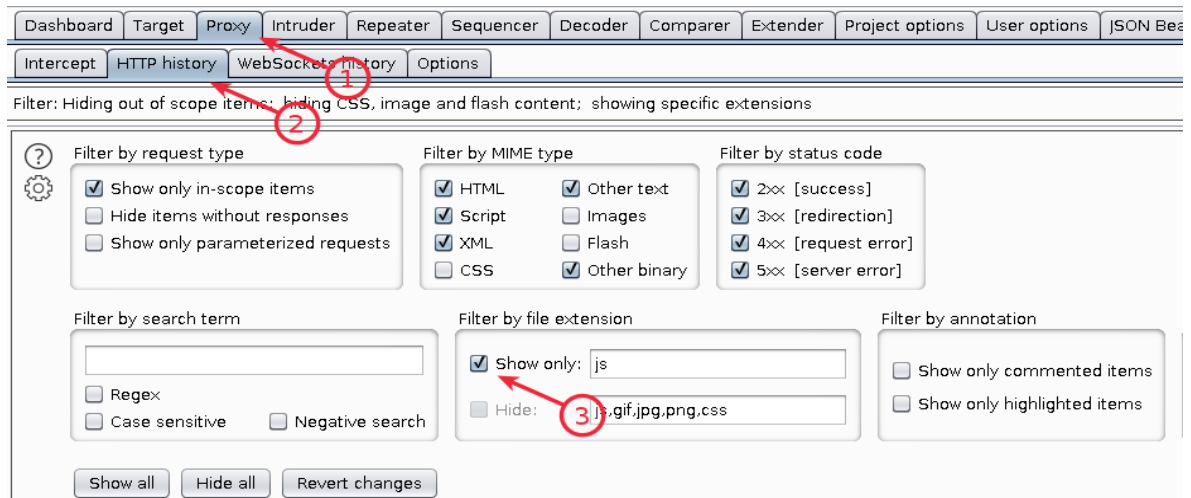 Dashboard Target Proxy Intruder Repeater Sequencer Decoder Comparer Extender Project options User options JSON Bea
Intercept HTTP history WebSockets history Options
1
Filter: Hiding out of scope items; hiding CSS, image and flash content; showing specific extensions
2
? Filter by request type Filter by MIME type Filter by status code
Show only in-scope items HTML Other text 2xx [success]
Hide items without responses Script Images 3xx [redirection]
Show only parameterized requests XML Flash 4xx [request error]
CSS Other binary 5xx [server error]
Filter by search term Filter by file extension Filter by annotation
Show only: js Show only commented items
Regex Hide: js,gif,jpg,png,css Show only highlighted items
3
Case sensitive Negative search
Show all Hide all Revert changes